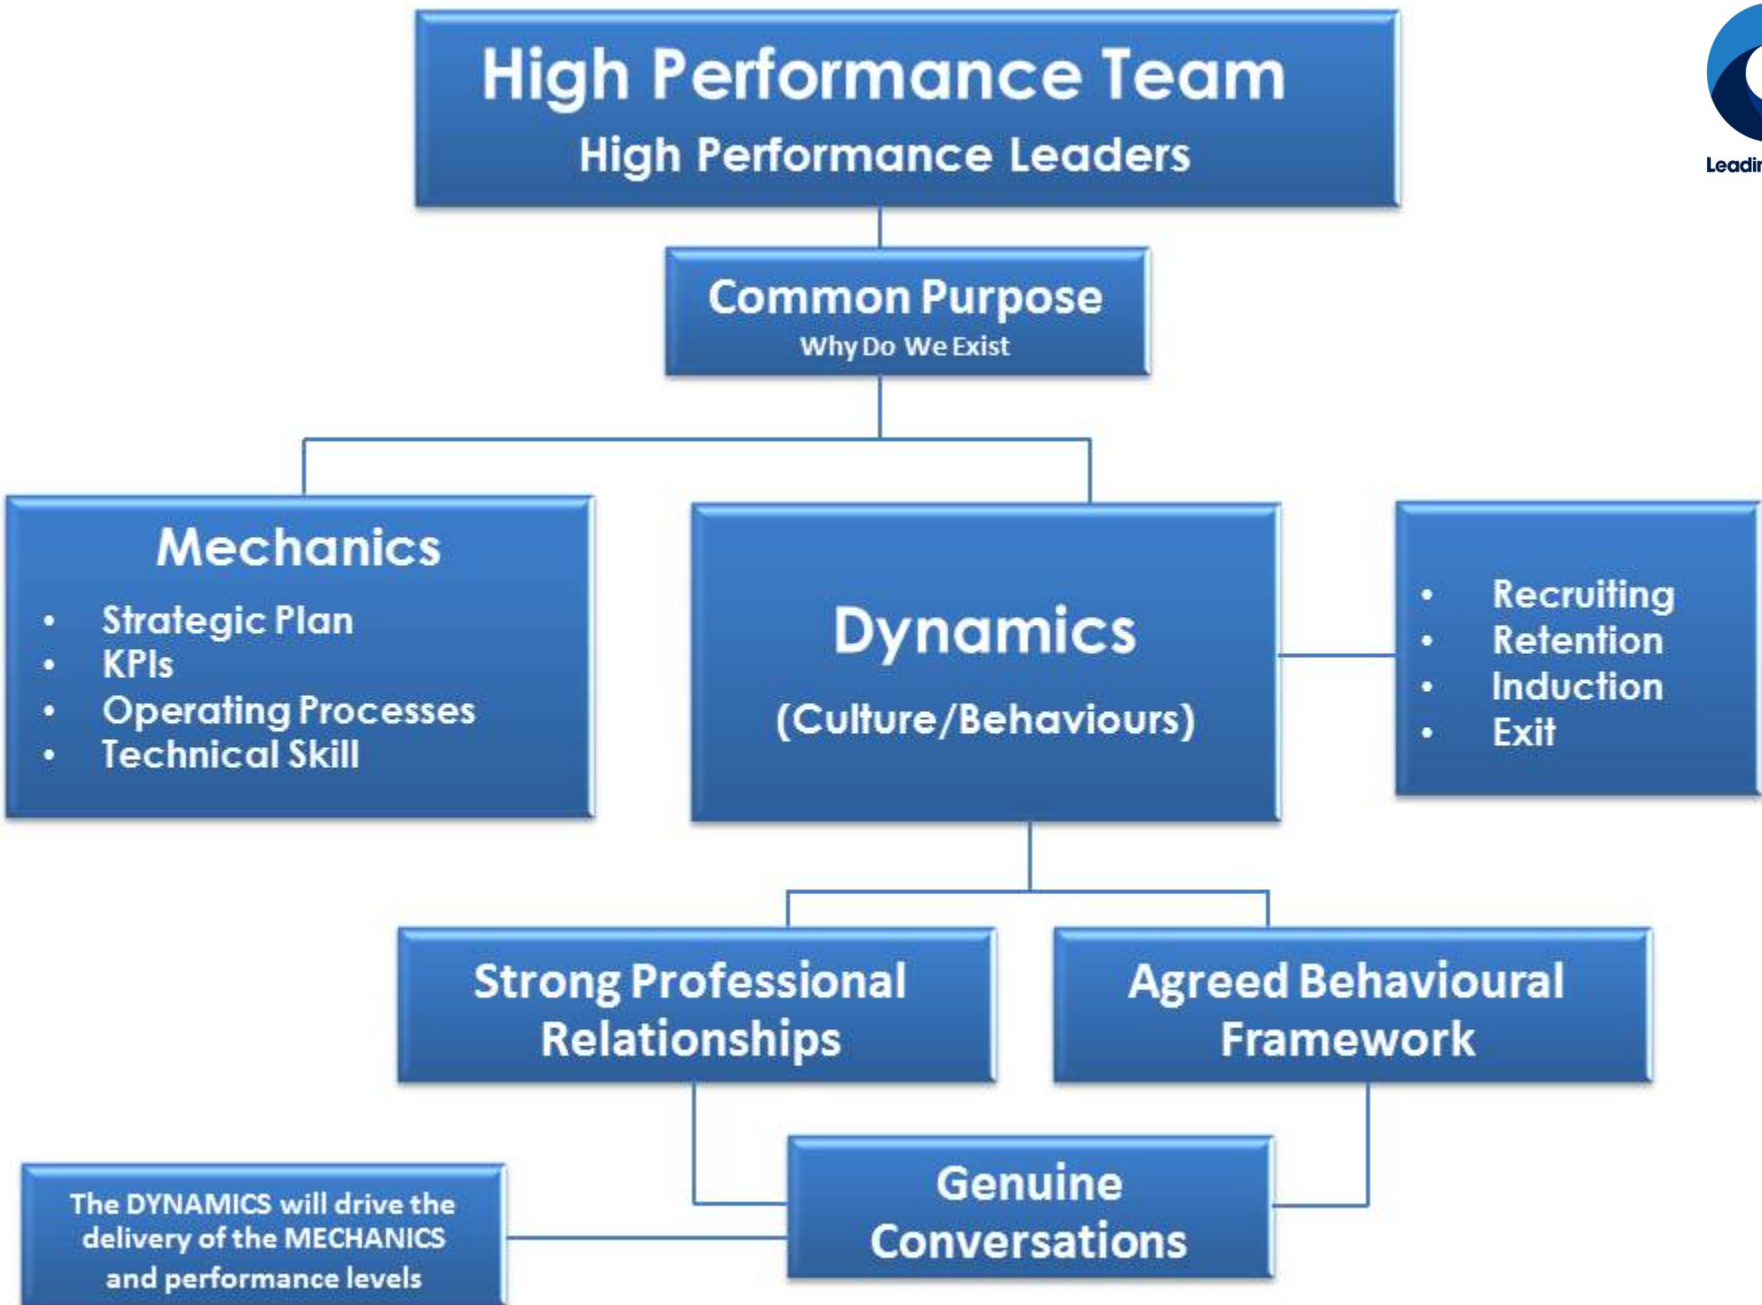 High Performance Team
High Performance Leaders
Common Purpose
Why Do We Exist
Mechanics
• Strategic Plan
• KPIs
• Operating Processes
• Technical Skill
Dynamics
(Culture/Behaviours)
• Recruiting
• Retention
• Induction
• Exit
Strong Professional
Relationships
Agreed Behavioural
Framework
Genuine
Conversations
The DYNAMICS will drive the
delivery of the MECHANICS
and performance levels